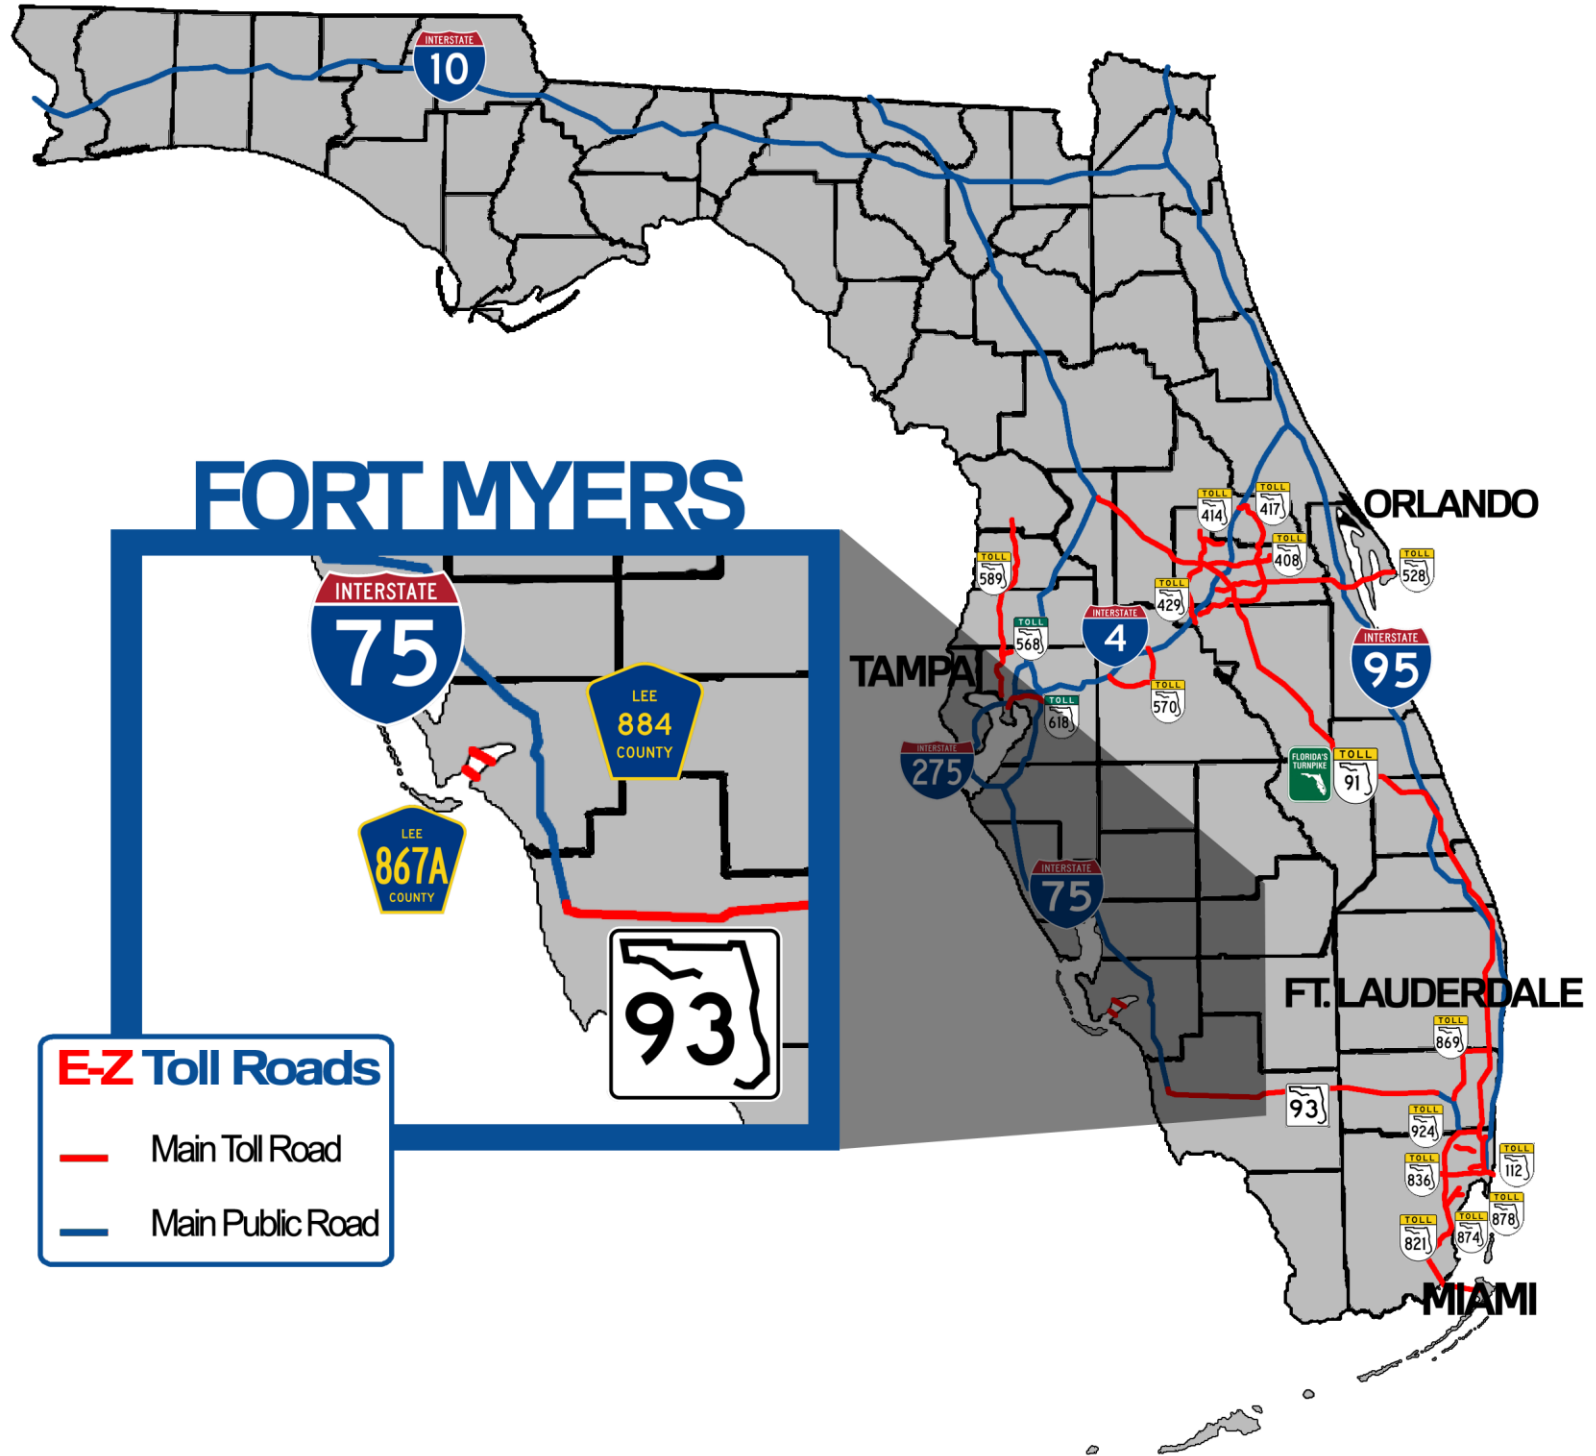 INTERSTATE
10
FORT MYERS
INTERSTATE
75
LEE
884
COUNTY
LEE
867A
COUNTY
93
E-Z Toll Roads
Main Toll Road
Main Public Road
ORLANDO
TOLL
414
TOLL
417
TOLL
408
TOLL
528
TOLL
589
TOLL
429
INTERSTATE
4
TOLL
568
INTERSTATE
95
TAMPA
TOLL
570
TOLL
618
INTERSTATE
275
FLORIDA'S
TURNPIKE
TOLL
91
INTERSTATE
75
FT. LAUDERDALE
TOLL
869
93
TOLL
924
TOLL
836
TOLL
112
TOLL
821
TOLL
874
TOLL
878
MIAMI